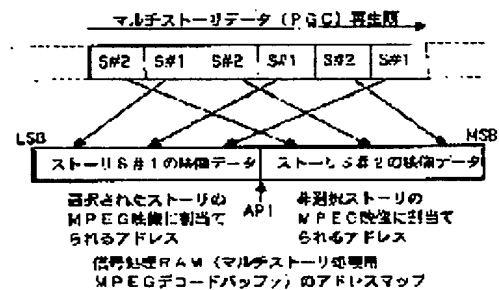 マルチストーリデータ（PGC）再生順
S#2 S#1 S#2 S#1 S#2 S#1
LSB MSB
ストーリS#1の映像データ ストーリS#2の映像データ
選択されたストーリの
MPEG映像に割当て
られるアドレス
AP1
非選択ストーリの
MPEG映像に割当て
られるアドレス
信号処理RAM（マルチストーリ処理用
MPEGデコードバッファ）のアドレスマップ